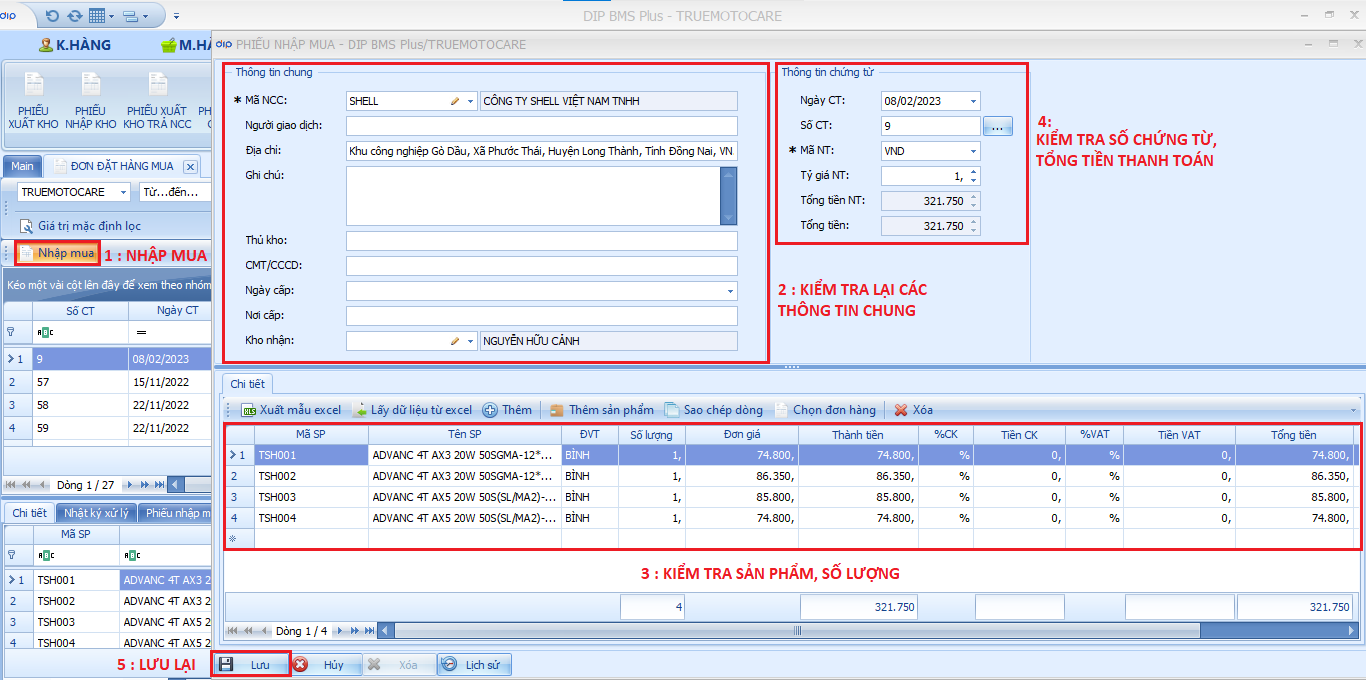 dip
DIP BMS Plus - TRUEMOTOCARE
K.HÀNG
M.HÀ
dip PHIẾU NHẬP MUA - DIP BMS Plus/TRUEMOTOCARE
PHIẾU XUẤT KHO
PHIẾU NHẬP KHO
PHIẾU XUẤT KHO TRẢ NCC
Main
ĐƠN ĐẶT HÀNG MUA
TRUEMOTOCARE
Từ...đến...
Giá trị mặc định lọc
Nhập mua
1 : NHẬP MUA
Kéo một vài cột lên đây để xem theo nhóm
Số CT Ngày CT
ABC =
1 9 08/02/2023
2 57 15/11/2022
3 58 22/11/2022
4 59 22/11/2022
Dòng 1 / 27
Chi tiết Nhật ký xử lý Phiếu nhập m
Mã SP
ABC ABC
1 TSH001 ADVANC 4T AX3 2
2 TSH002 ADVANC 4T AX3 2
3 TSH003 ADVANC 4T AX5 2
4 TSH004 ADVANC 4T AX5 2
Thông tin chung
* Mã NCC: SHELL CÔNG TY SHELL VIỆT NAM TNHH
Người giao dịch:
Địa chỉ: Khu công nghiệp Gò Dầu, Xã Phước Thái, Huyện Long Thành, Tỉnh Đồng Nai, VN
Ghi chú:
Thủ kho:
CMT/CCCD:
Ngày cấp:
Nơi cấp:
Kho nhận: NGUYỄN HỮU CẢNH
Thông tin chứng từ
Ngày CT: 08/02/2023
Số CT: 9 ...
* Mã NT: VND
Tỷ giá NT: 1,
Tổng tiền NT: 321.750
Tổng tiền: 321.750
4:
KIỂM TRA SỐ CHỨNG TỪ,
TỔNG TIỀN THANH TOÁN
2 : KIỂM TRA LẠI CÁC
THÔNG TIN CHUNG
Chi tiết
Xuất mẫu excel Lấy dữ liệu từ excel Thêm Thêm sản phẩm Sao chép dòng Chọn đơn hàng Xóa
Mã SP Tên SP ĐVT Số lượng Đơn giá Thành tiền %CK Tiền CK %VAT Tiền VAT Tổng tiền
1 TSH001 ADVANC 4T AX3 20W 50SGMA-12*... BÌNH 1, 74.800, 74.800, % 0, % 0, 74.800,
2 TSH002 ADVANC 4T AX3 20W 50SGMA-12*... BÌNH 1, 86.350, 86.350, % 0, % 0, 86.350,
3 TSH003 ADVANC 4T AX5 20W 50S(SL/MA2)-... BÌNH 1, 85.800, 85.800, % 0, % 0, 85.800,
4 TSH004 ADVANC 4T AX5 20W 50S(SL/MA2)-... BÌNH 1, 74.800, 74.800, % 0, % 0, 74.800,
3 : KIỂM TRA SẢN PHẨM, SỐ LƯỢNG
4 321.750 321.750
Dòng 1 / 4
5 : LƯU LẠI
Lưu Hủy Xóa Lịch sử